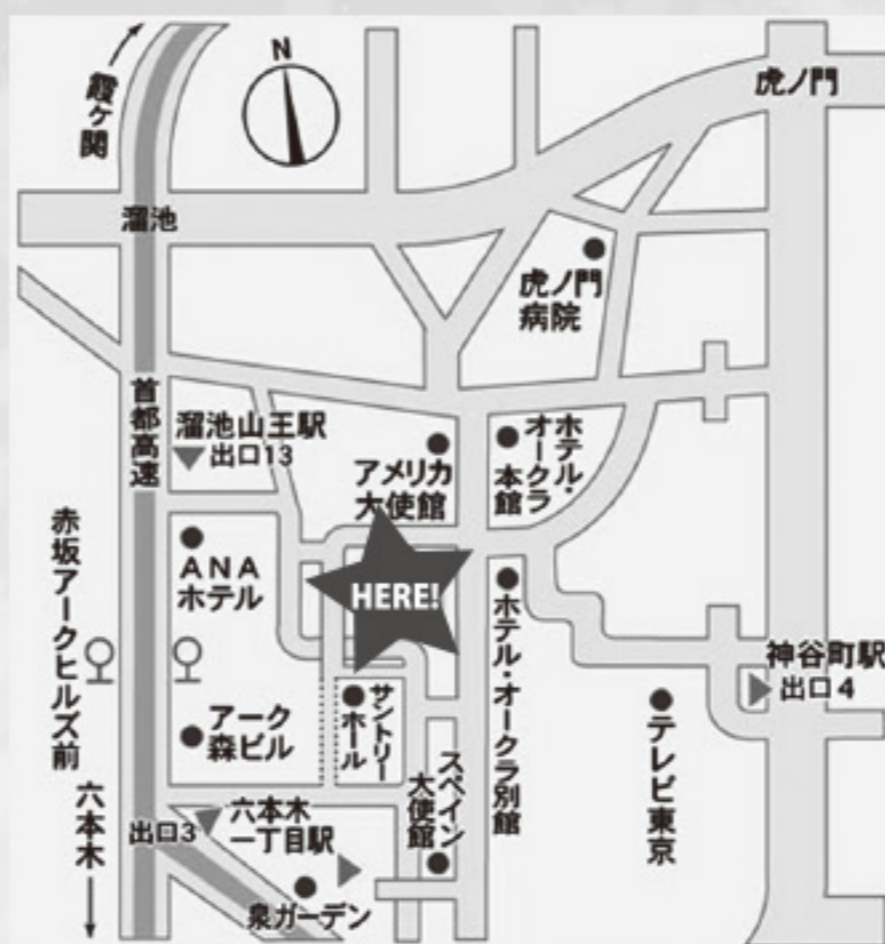 N
霞ヶ関
虎ノ門
溜池
虎ノ門
病院
首都高速
溜池山王駅
出口13
アメリカ
大使館
ホテル・
オークラ
本館
赤坂アークヒルズ前
ANA
ホテル
HERE!
ホテル・オークラ別館
神谷町駅
出口4
アーク
森ビル
サントリー
ホール
テレビ東京
スペイン
大使館
六本木
出口3
六本木
一丁目駅
泉ガーデン